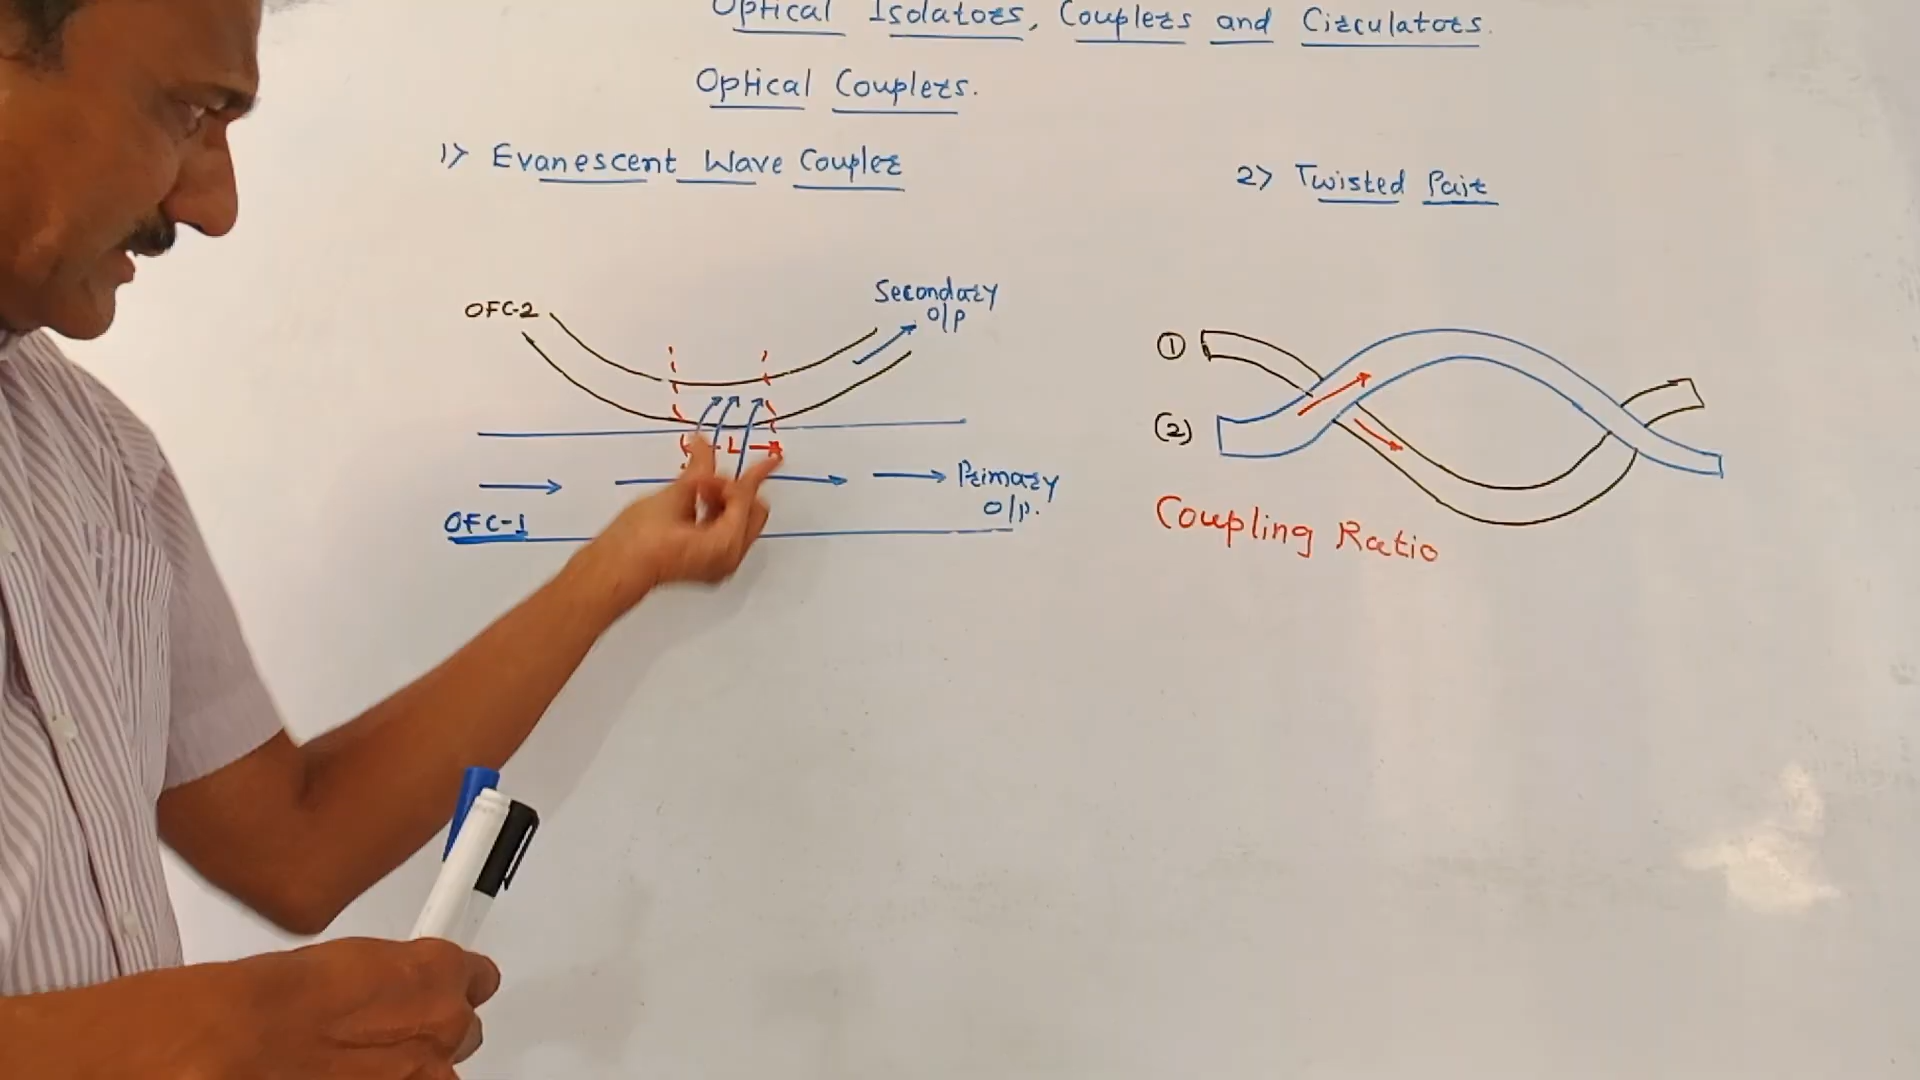 Optical Isolators, Couplers and Circulators.
Optical Couplers.
1) Evanescent Wave Coupler
2) Twisted Pair
OFC-2
Secondary
O/P
L
Primary
O/P.
OFC-1
①
(2)
Coupling Ratio